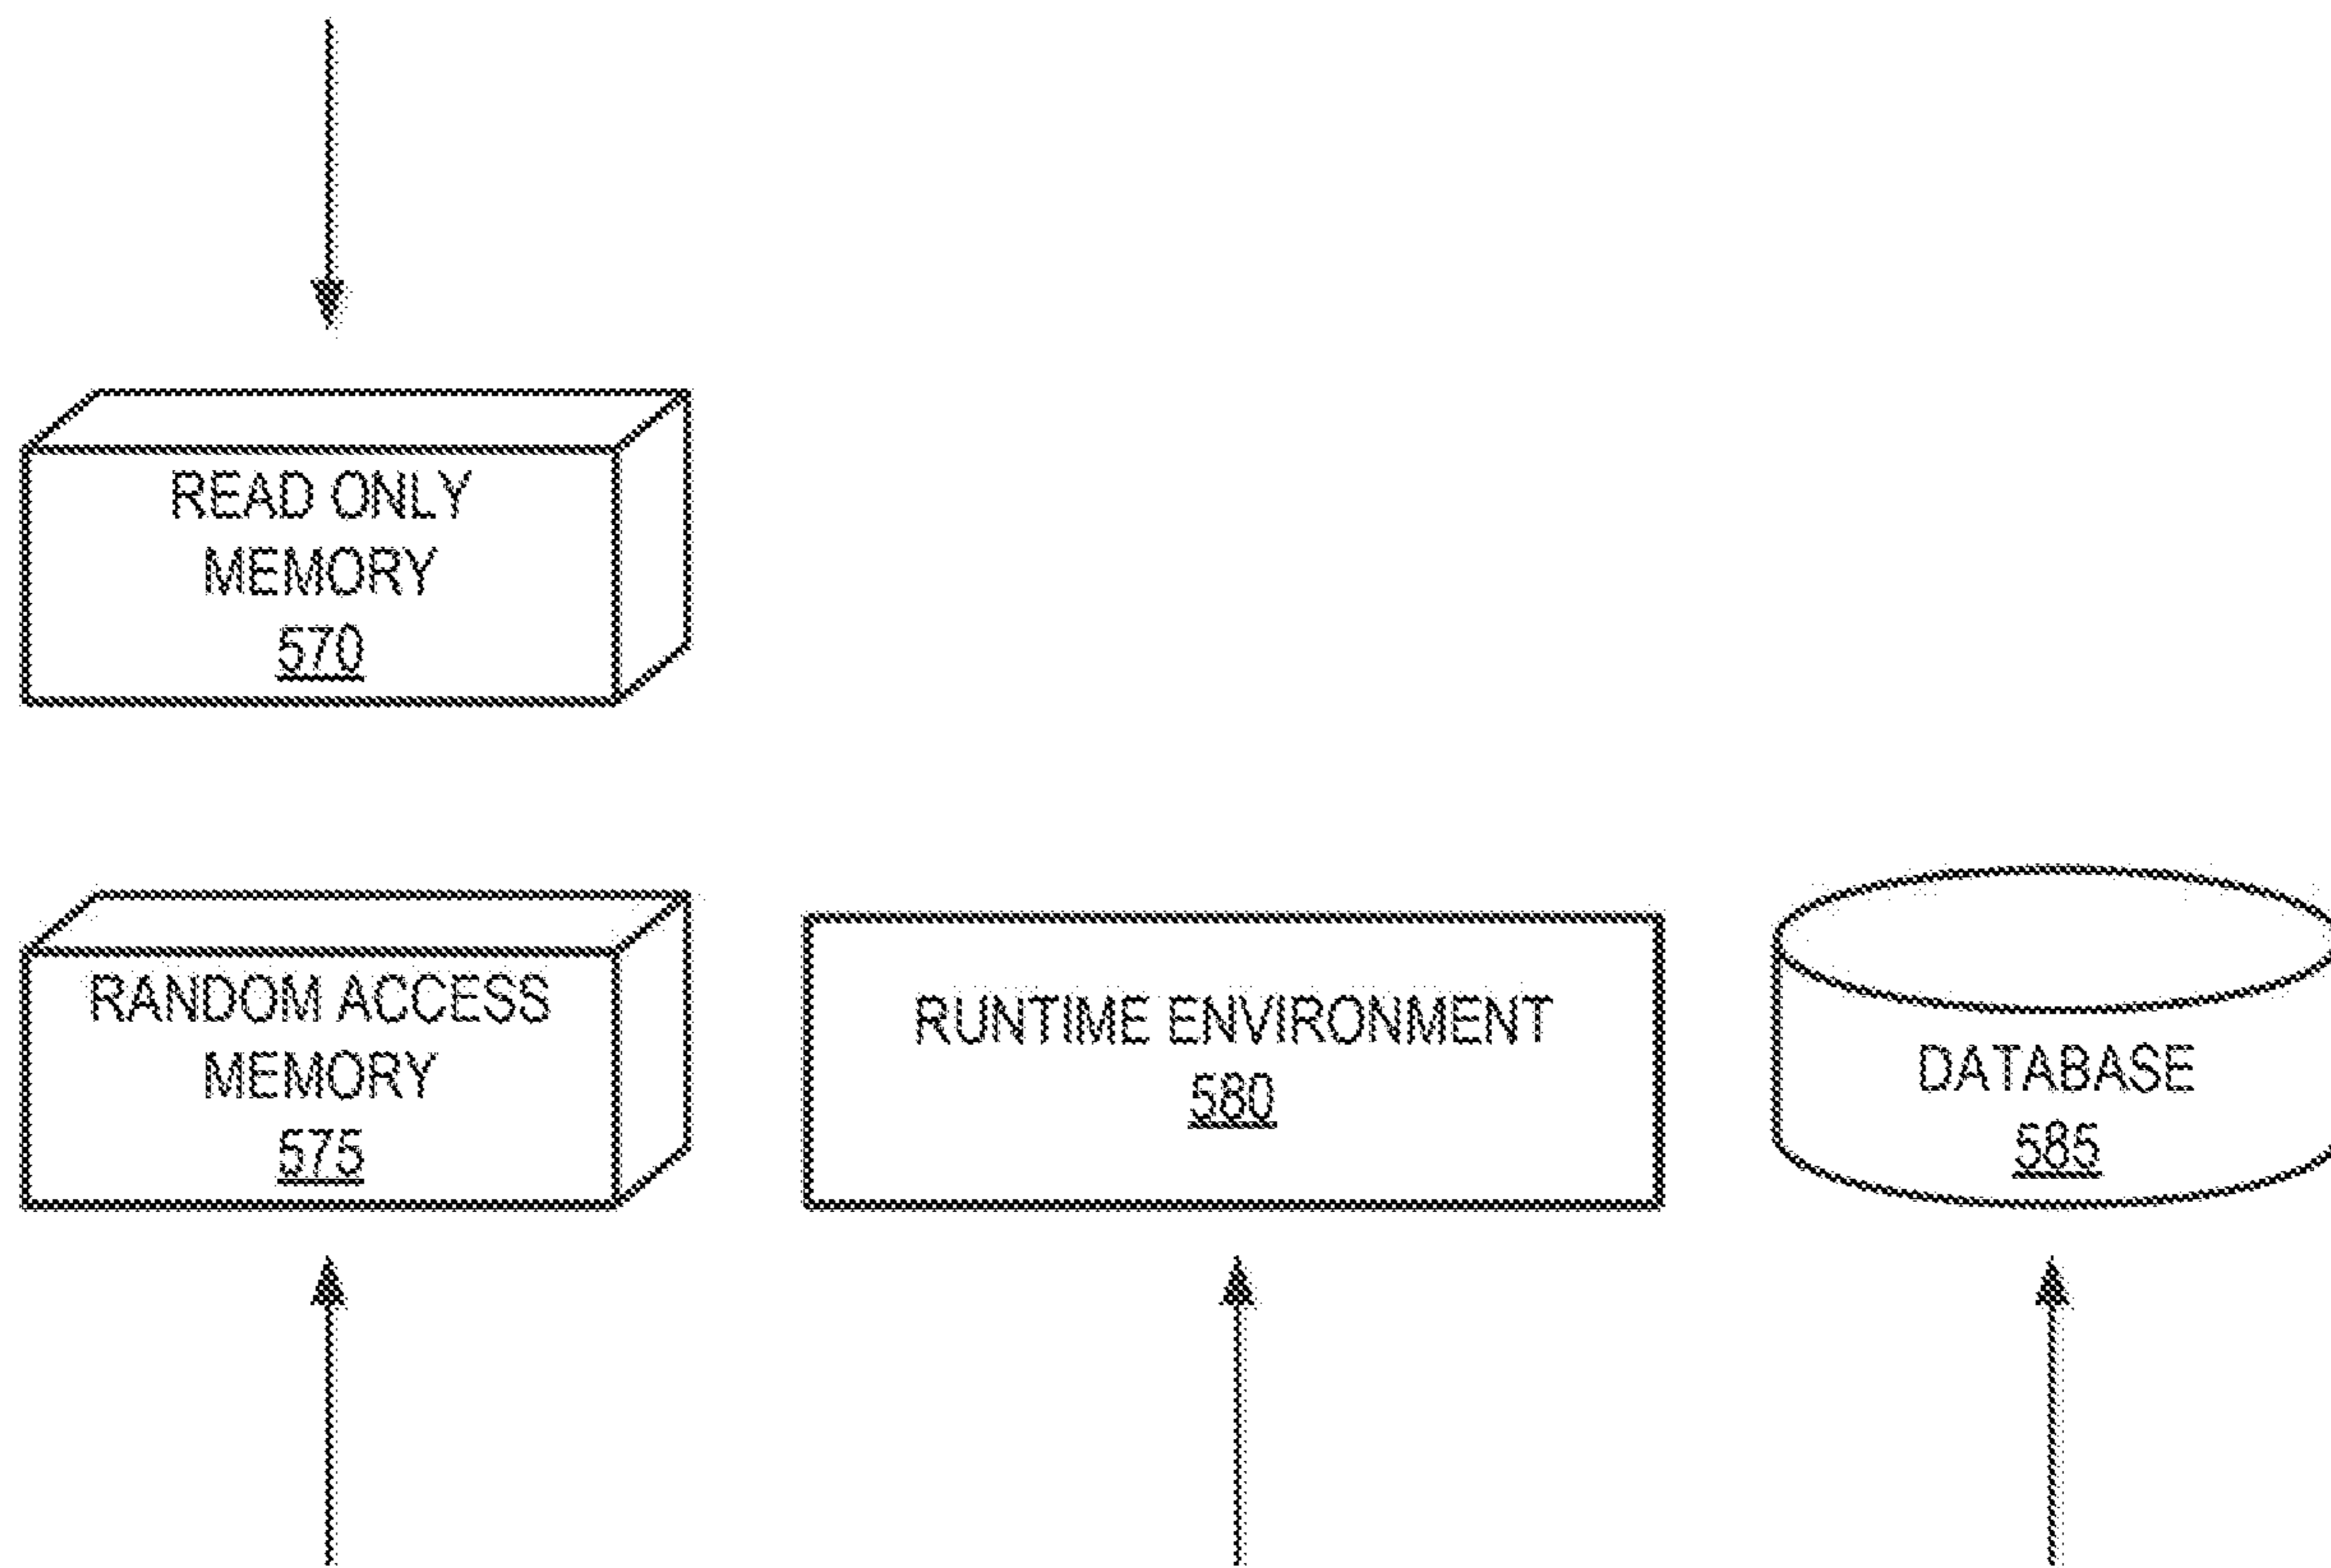 READ ONLY
MEMORY
570
RANDOM ACCESS
MEMORY
575
RUNTIME ENVIRONMENT
580
DATABASE
585